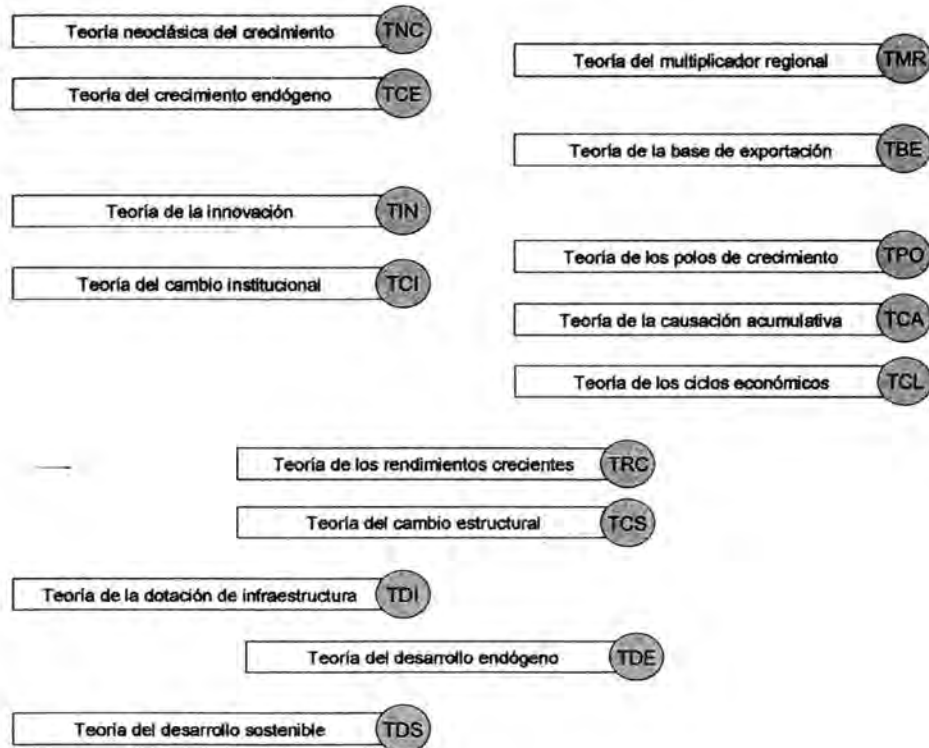 Teoría neoclásica del crecimiento TNC
Teoría del multiplicador regional TMR
Teoría del crecimiento endógeno TCE
Teoría de la base de exportación TBE
Teoría de la innovación TIN
Teoría de los polos de crecimiento TPO
Teoría del cambio institucional TCI
Teoría de la causación acumulativa TCA
Teoría de los ciclos económicos TCL
Teoría de los rendimientos crecientes TRC
Teoría del cambio estructural TCS
Teoría de la dotación de infraestructura TDI
Teoría del desarrollo endógeno TDE
Teoría del desarrollo sostenible TDS